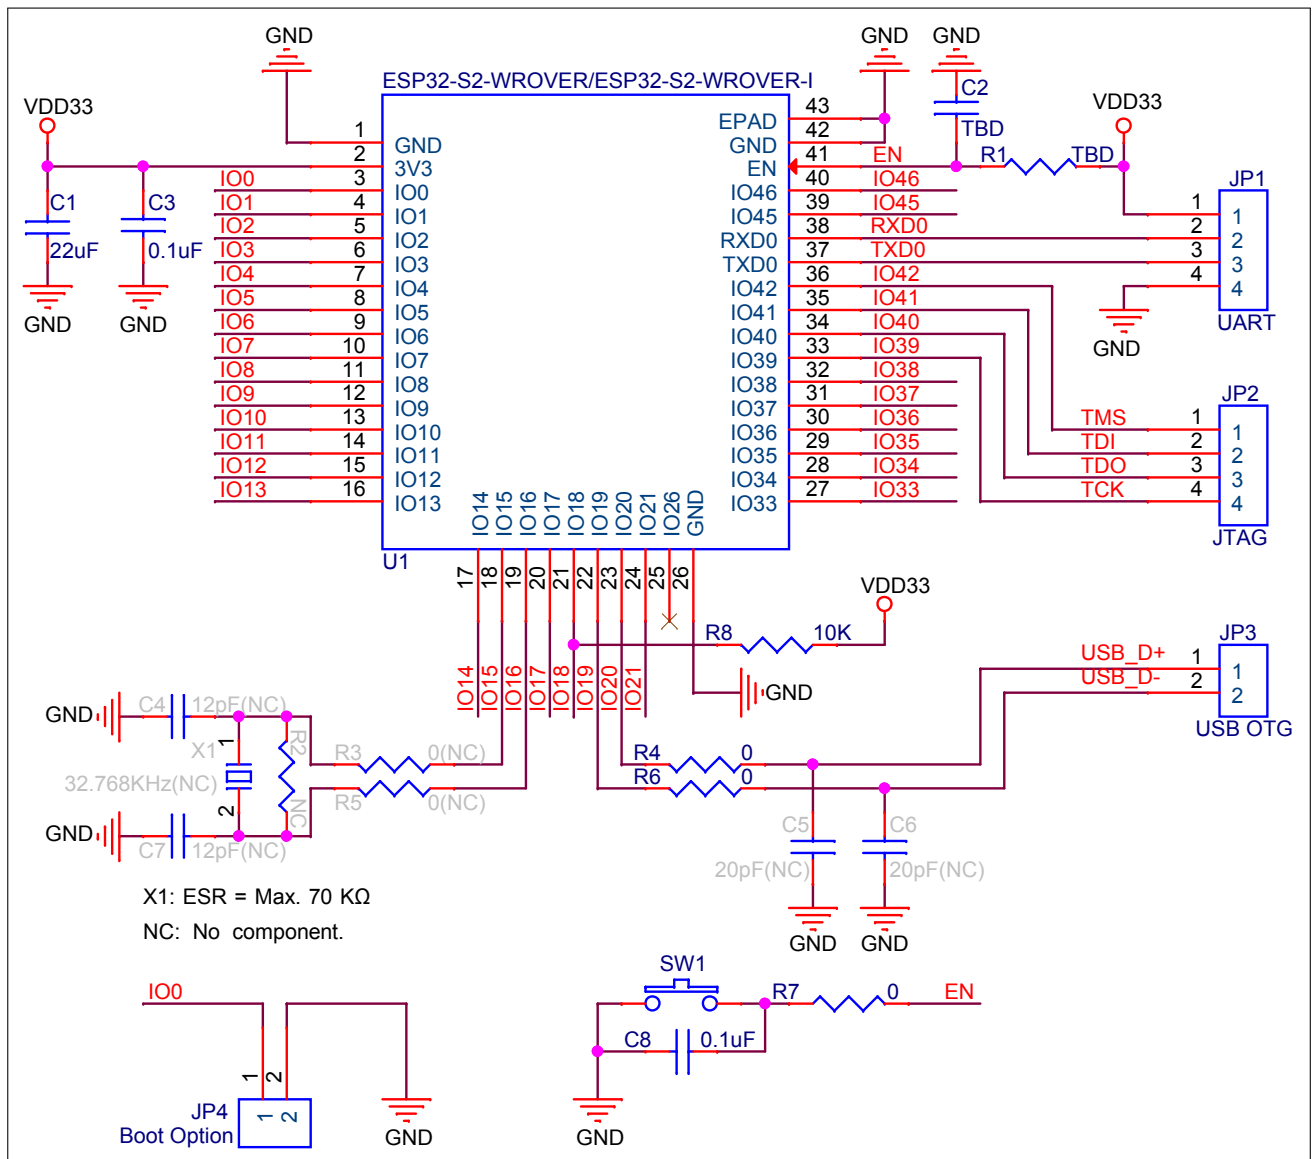 GND
GND
GND
ESP32-S2-WROVER/ESP32-S2-WROVER-I
VDD33
C2
TBD
VDD33
1
GND
2
3V3
IO0
3
IO0
IO1
4
IO1
IO2
5
IO2
IO3
6
IO3
IO4
7
IO4
IO5
8
IO5
IO6
9
IO6
IO7
10
IO7
IO8
11
IO8
IO9
12
IO9
IO10
13
IO10
IO11
14
IO11
IO12
15
IO12
IO13
16
IO13
C1
22uF
GND
C3
0.1uF
GND
EPAD
43
GND
42
EN
41
EN
R1
TBD
IO46
40
IO46
IO45
39
IO45
RXD0
38
RXD0
TXD0
37
TXD0
IO42
36
IO42
IO41
35
IO41
IO40
34
IO40
IO39
33
IO39
IO38
32
IO38
IO37
31
IO37
IO36
30
IO36
IO35
29
IO35
IO34
28
IO34
IO33
27
IO33
JP1
1
1
2
2
3
3
4
4
UART
GND
JP2
TMS
1
1
TDI
2
2
TDO
3
3
TCK
4
4
JTAG
IO14
IO15
IO16
IO17
IO18
IO19
IO20
IO21
IO26
GND
U1
17
18
19
20
21
22
23
24
25
26
IO14
IO15
IO16
IO17
IO18
IO19
IO20
IO21
VDD33
R8
10K
GND
JP3
USB_D+
1
1
USB_D-
2
2
USB OTG
GND
C4
12pF(NC)
X1
1
32.768KHz(NC)
2
R2
NC
R3
0(NC)
R5
0(NC)
GND
C7
12pF(NC)
R4
0
R6
0
C5
20pF(NC)
GND
C6
20pF(NC)
GND
X1: ESR = Max. 70 KΩ
NC: No component.
IO0
1
2
1
2
JP4
Boot Option
GND
SW1
R7
0
EN
C8
0.1uF
GND